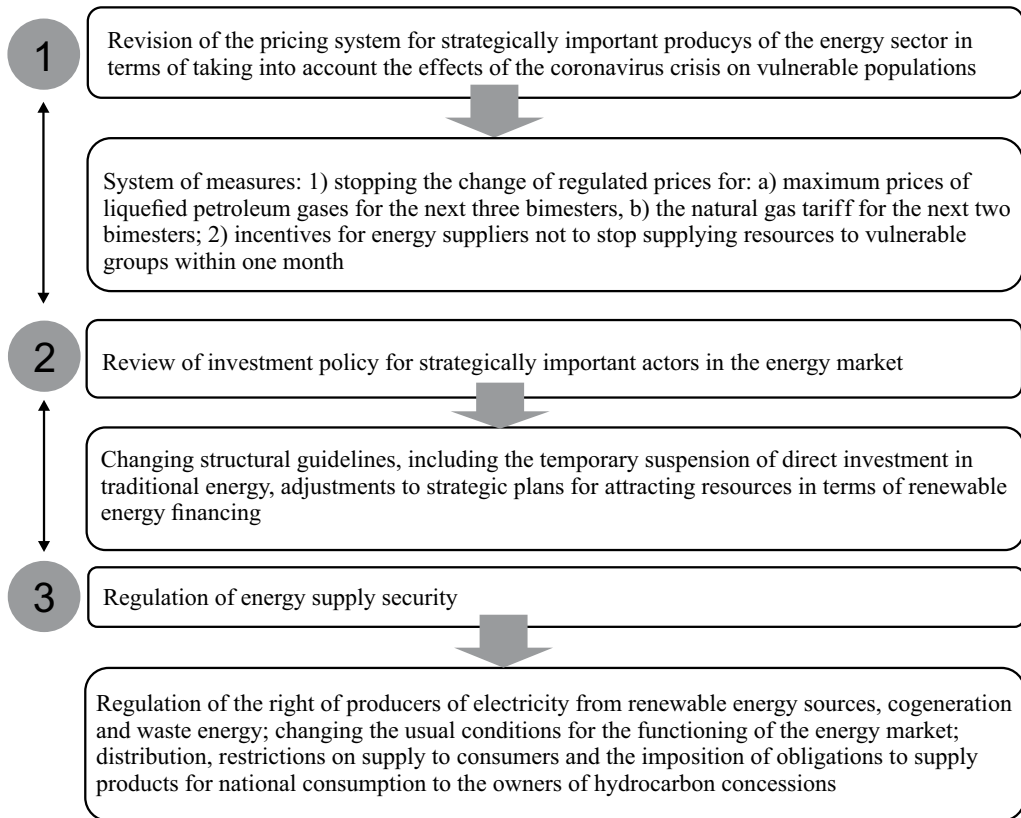 1
Revision of the pricing system for strategically important producys of the energy sector in
terms of taking into account the effects of the coronavirus crisis on vulnerable populations
System of measures: 1) stopping the change of regulated prices for: a) maximum prices of
liquefied petroleum gases for the next three bimesters, b) the natural gas tariff for the next two
bimesters; 2) incentives for energy suppliers not to stop supplying resources to vulnerable
groups within one month
2
Review of investment policy for strategically important actors in the energy market
Changing structural guidelines, including the temporary suspension of direct investment in
traditional energy, adjustments to strategic plans for attracting resources in terms of renewable
energy financing
3
Regulation of energy supply security
Regulation of the right of producers of electricity from renewable energy sources, cogeneration
and waste energy; changing the usual conditions for the functioning of the energy market;
distribution, restrictions on supply to consumers and the imposition of obligations to supply
products for national consumption to the owners of hydrocarbon concessions